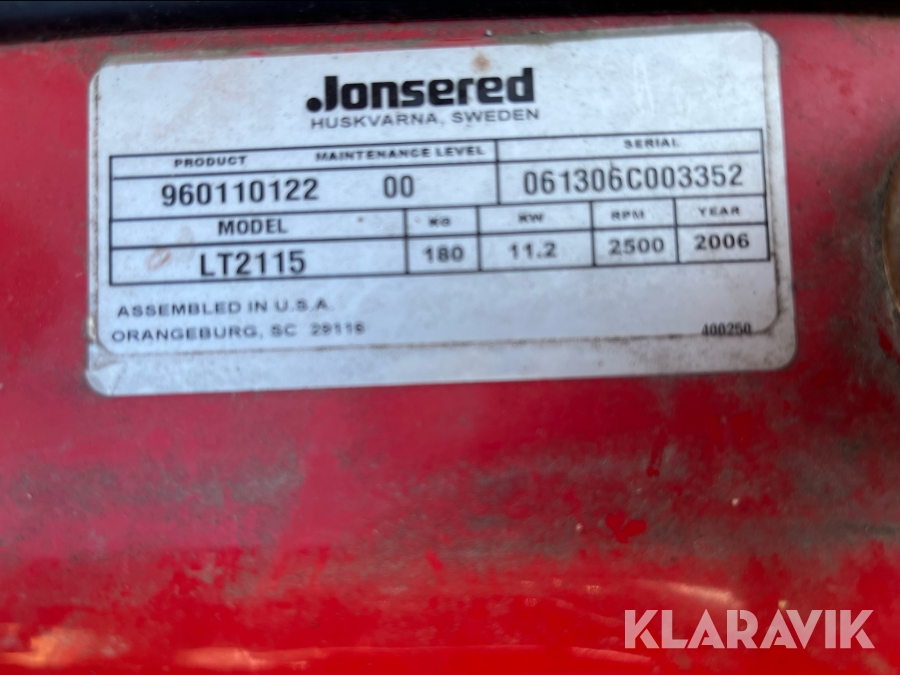 Jonsered
HUSKVARNA, SWEDEN
PRODUCT MAINTENANCE LEVEL SERIAL
960110122 00 061306C003352
MODEL KG KW RPM YEAR
LT2115 180 11.2 2500 2006
ASSEMBLED IN U.S.A.
ORANGEBURG, SC 29116 400250
KLARAVIK